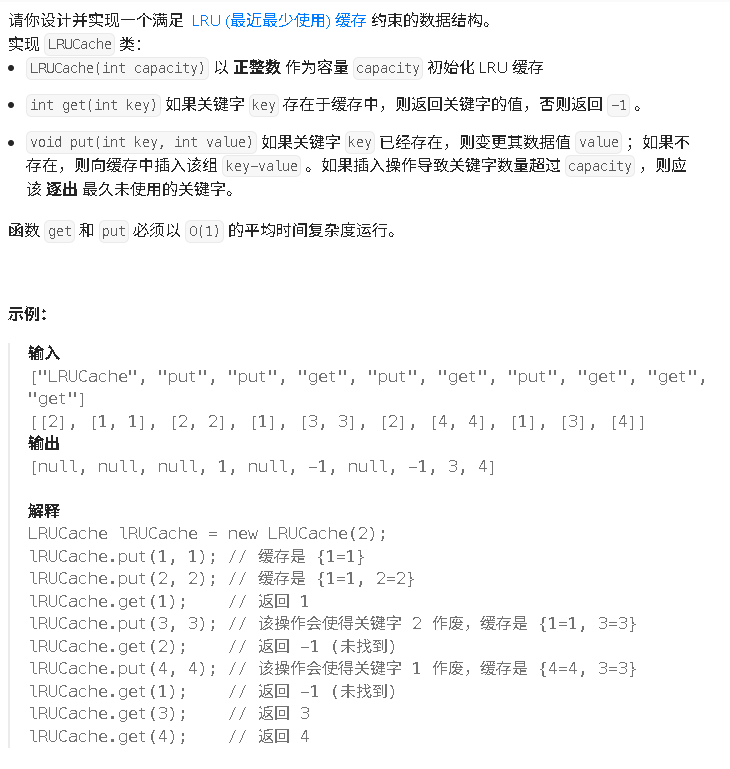 请你设计并实现一个满足 LRU (最近最少使用) 缓存 约束的数据结构。
实现 LRUCache 类：
• LRUCache(int capacity) 以 正整数 作为容量 capacity 初始化 LRU 缓存
• int get(int key) 如果关键字 key 存在于缓存中，则返回关键字的值，否则返回 -1 。
• void put(int key, int value) 如果关键字 key 已经存在，则变更其数据值 value ；如果不
存在，则向缓存中插入该组 key-value 。如果插入操作导致关键字数量超过 capacity ，则应
该 逐出 最久未使用的关键字。
函数 get 和 put 必须以 O(1) 的平均时间复杂度运行。
示例：
输入
["LRUCache", "put", "put", "get", "put", "get", "put", "get", "get",
"get"]
[[2], [1, 1], [2, 2], [1], [3, 3], [2], [4, 4], [1], [3], [4]]
输出
[null, null, null, 1, null, -1, null, -1, 3, 4]
解释
LRUCache lRUCache = new LRUCache(2);
lRUCache.put(1, 1); // 缓存是 {1=1}
lRUCache.put(2, 2); // 缓存是 {1=1, 2=2}
lRUCache.get(1);    // 返回 1
lRUCache.put(3, 3); // 该操作会使得关键字 2 作废，缓存是 {1=1, 3=3}
lRUCache.get(2);    // 返回 -1 (未找到)
lRUCache.put(4, 4); // 该操作会使得关键字 1 作废，缓存是 {4=4, 3=3}
lRUCache.get(1);    // 返回 -1 (未找到)
lRUCache.get(3);    // 返回 3
lRUCache.get(4);    // 返回 4